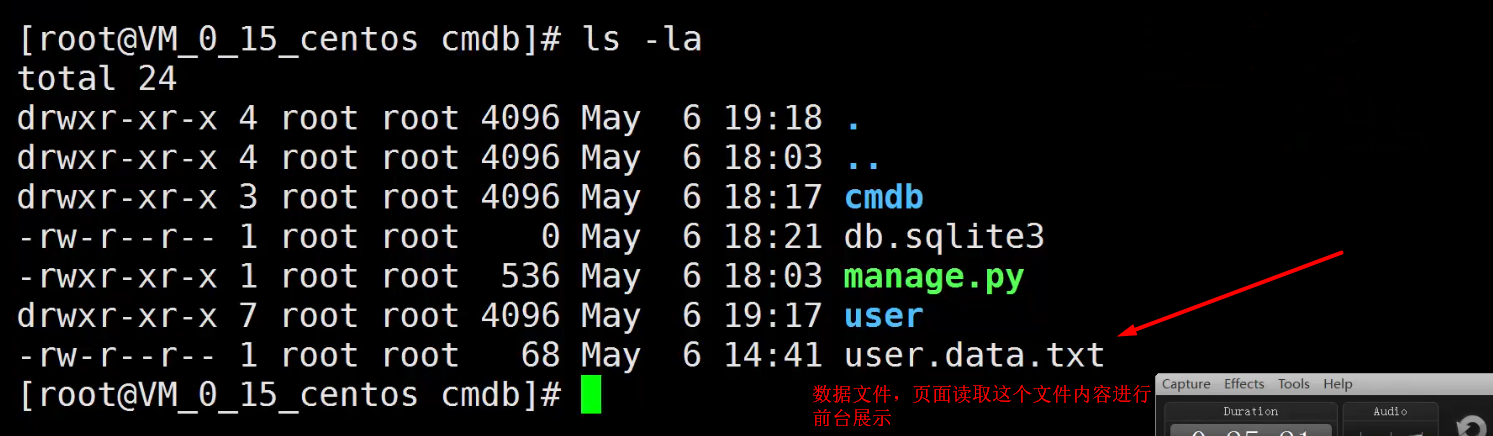 [root@VM_0_15_centos cmdb]# ls -la
total 24
drwxr-xr-x 4 root root 4096 May  6 19:18 .
drwxr-xr-x 4 root root 4096 May  6 18:03 ..
drwxr-xr-x 3 root root 4096 May  6 18:17 cmdb
-rw-r--r-- 1 root root    0 May  6 18:21 db.sqlite3
-rwxr-xr-x 1 root root  536 May  6 18:03 manage.py
drwxr-xr-x 7 root root 4096 May  6 19:17 user
-rw-r--r-- 1 root root   68 May  6 14:41 user.data.txt
[root@VM_0_15_centos cmdb]#
数据文件，页面读取这个文件内容进行
前台展示
Capture Effects Tools Help
Duration Audio